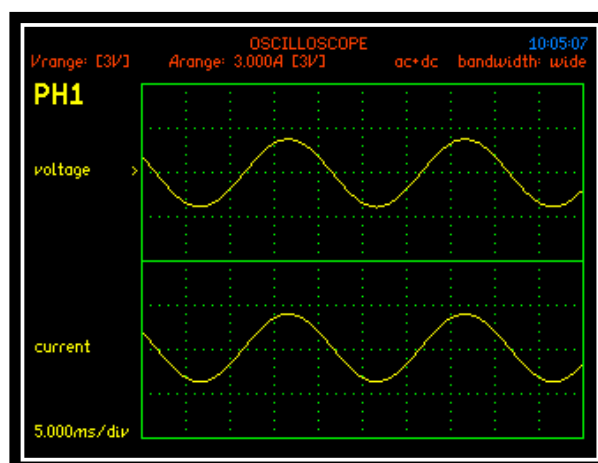 OSCILLOSCOPE 10:05:07
Vrange: [3V] Arange: 3.000A [3V] ac+dc bandwidth: wide
PH1
voltage >
current
5.000ms/div